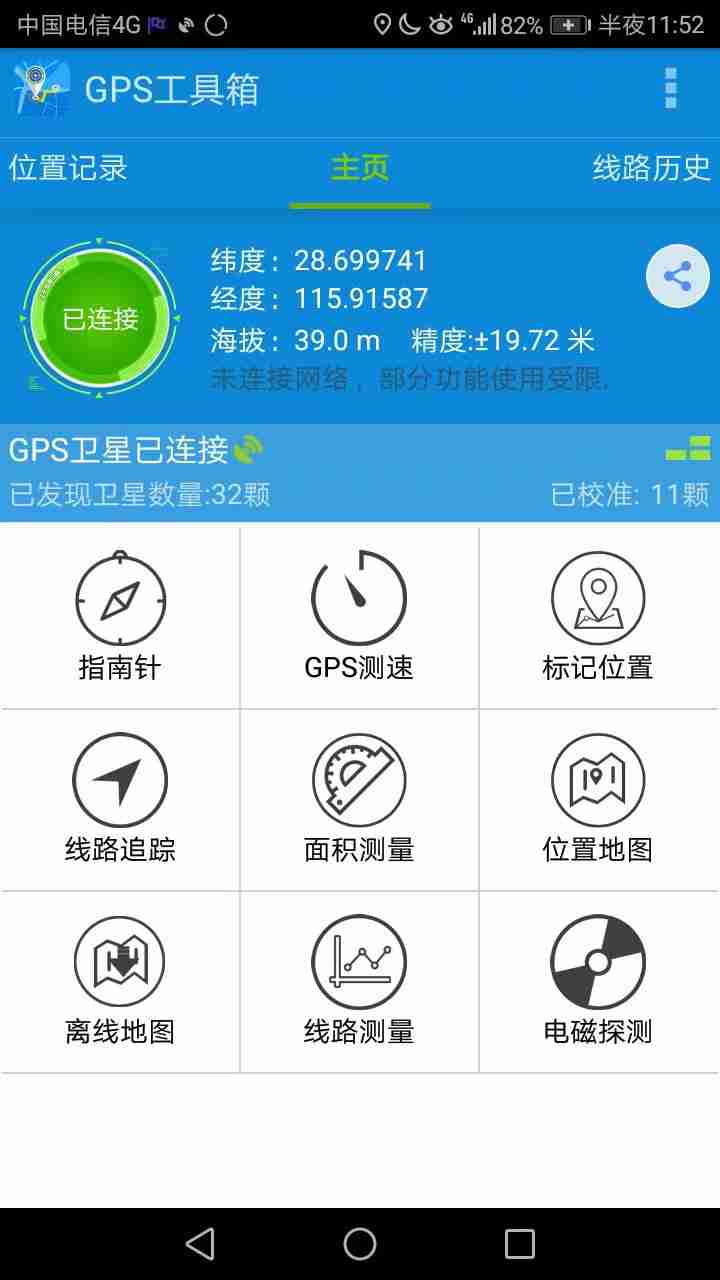 中国电信4G 4G 82% 半夜11:52
GPS工具箱
位置记录 主页 线路历史
已连接
纬度: 28.699741
经度: 115.91587
海拔: 39.0 m 精度:±19.72 米
未连接网络，部分功能使用受限.
GPS卫星已连接
已发现卫星数量:32颗 已校准: 11颗
指南针 GPS测速 标记位置
线路追踪 面积测量 位置地图
离线地图 线路测量 电磁探测